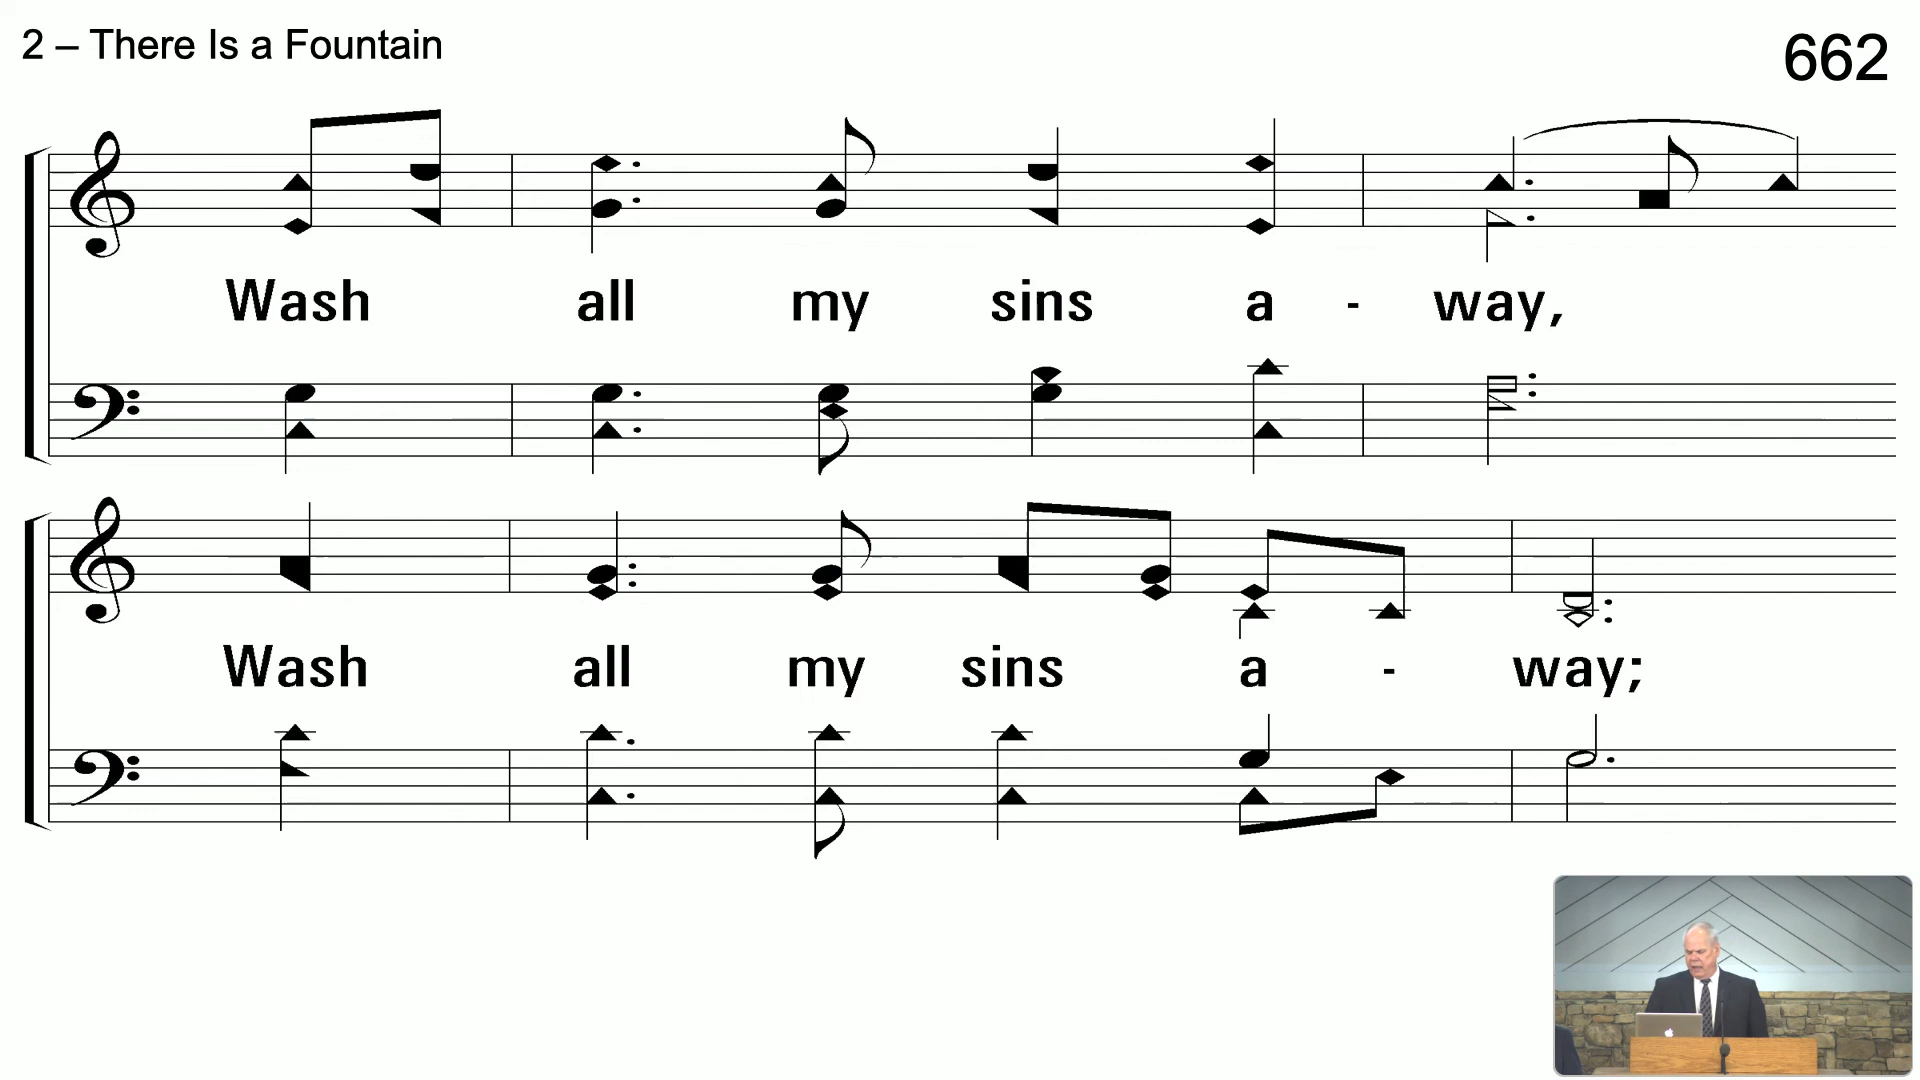 2 – There Is a Fountain
662
Wash all my sins a - way,
Wash all my sins a - way;